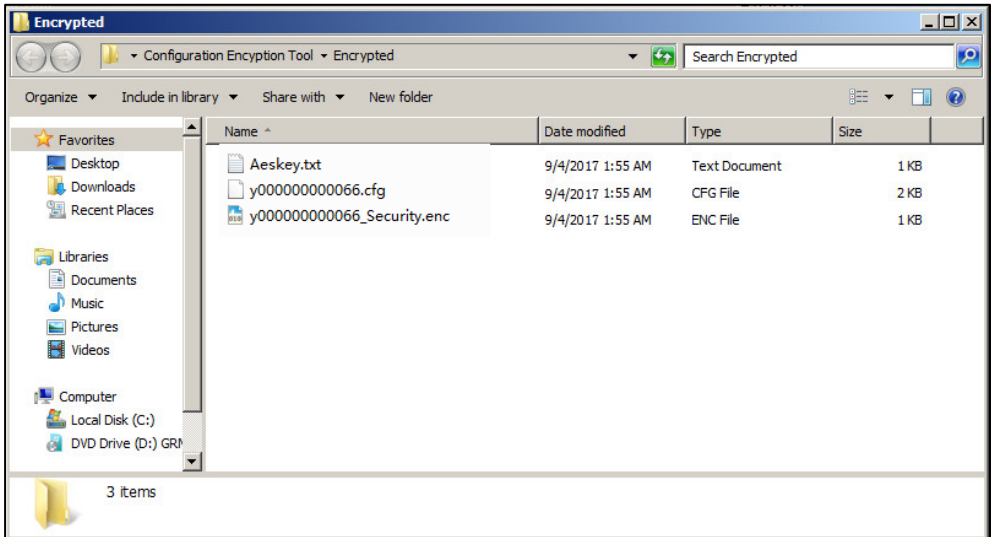 Encrypted
Configuration Encyption Tool Encrypted
Search Encrypted
Organize Include in library Share with New folder
Favorites
Desktop
Downloads
Recent Places
Libraries
Documents
Music
Pictures
Videos
Computer
Local Disk (C:)
DVD Drive (D:) GRM
Name Date modified Type Size
Aeskey.txt 9/4/2017 1:55 AM Text Document 1 KB
y000000000066.cfg 9/4/2017 1:55 AM CFG File 2 KB
y000000000066_Security.enc 9/4/2017 1:55 AM ENC File 1 KB
3 items